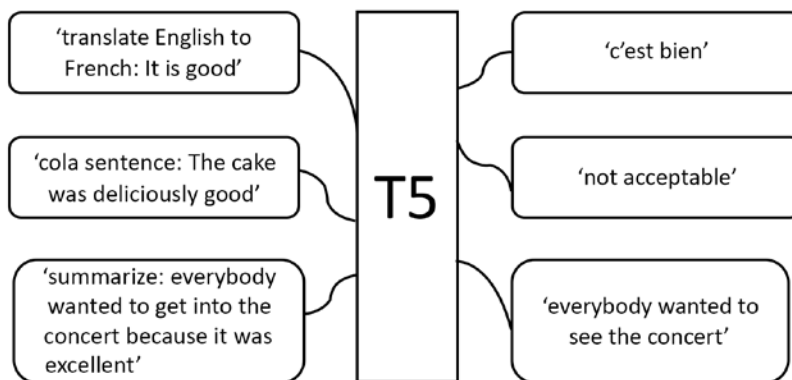 ‘translate English to
French: It is good’
‘cola sentence: The cake
was deliciously good’
‘summarize: everybody
wanted to get into the
concert because it was
excellent’
T5
‘c’est bien’
‘not acceptable’
‘everybody wanted to
see the concert’